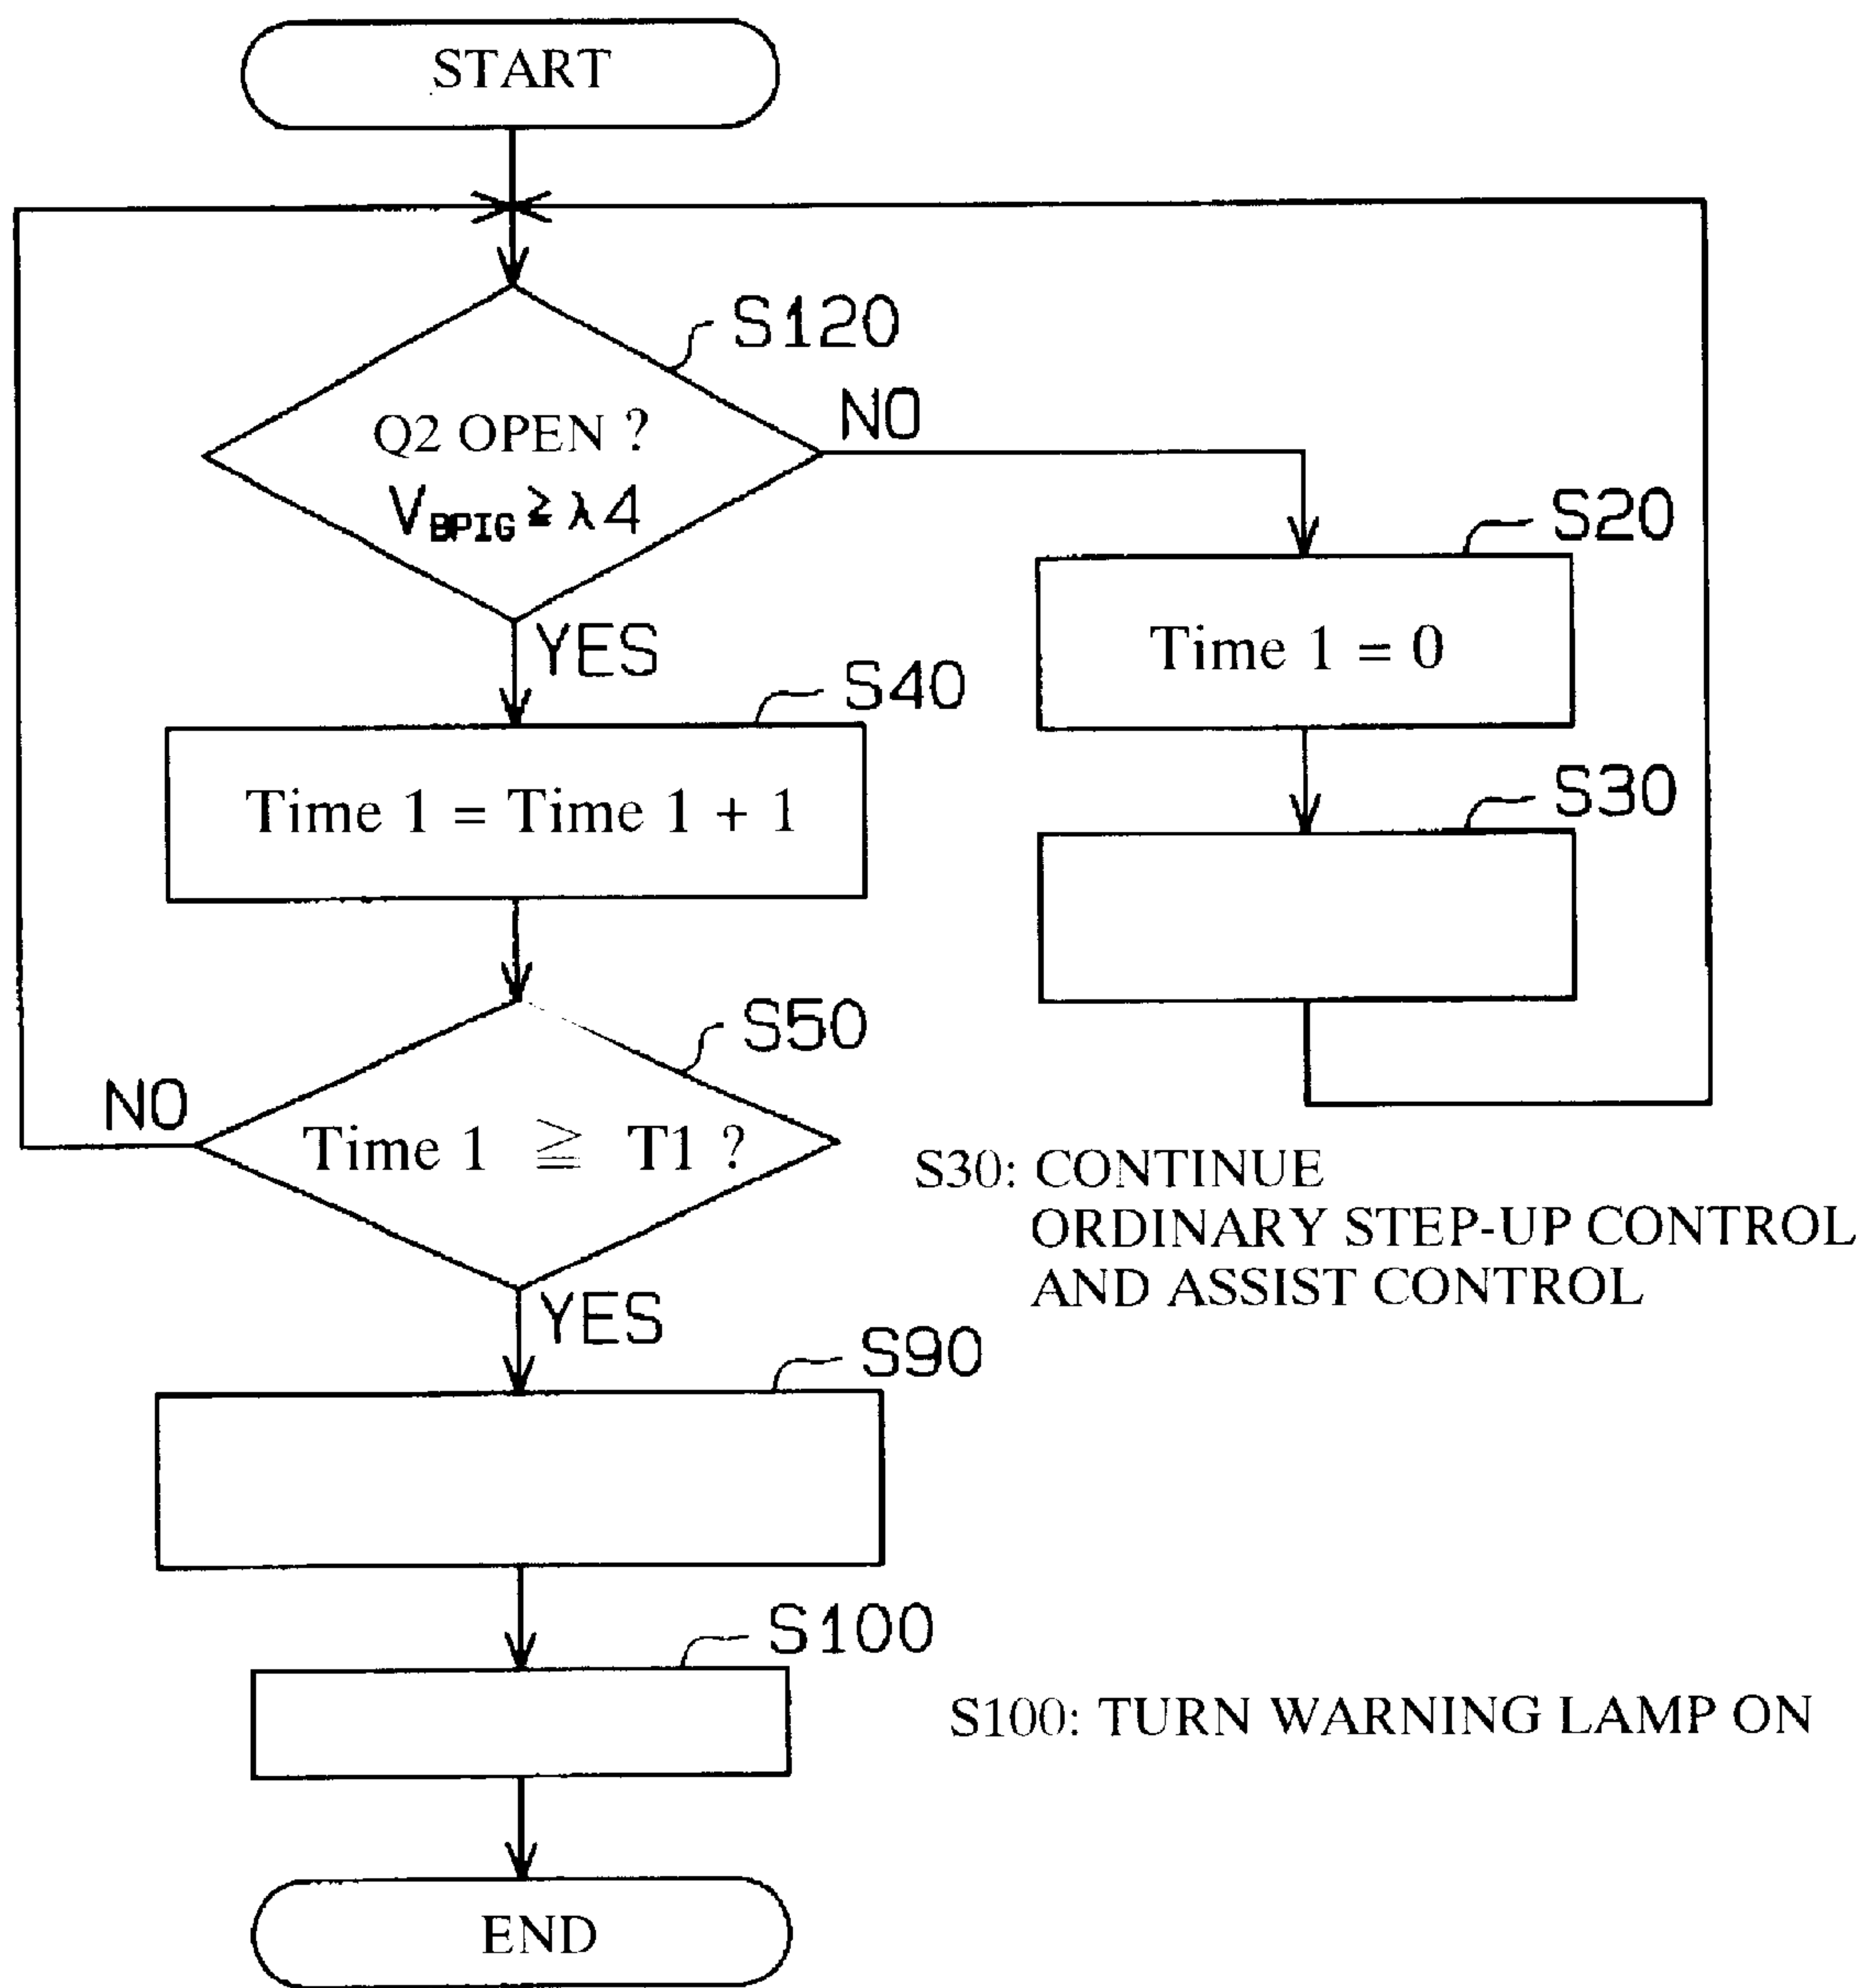 START
S120
Q2 OPEN ?
NO
V_BPIG ≧ λ4
S20
Time 1 = 0
YES
S40
Time 1 = Time 1 + 1
S30
S50
NO
Time 1 ≧ T1 ?
S30: CONTINUE
ORDINARY STEP-UP CONTROL
AND ASSIST CONTROL
YES
S90
S100
S100: TURN WARNING LAMP ON
END